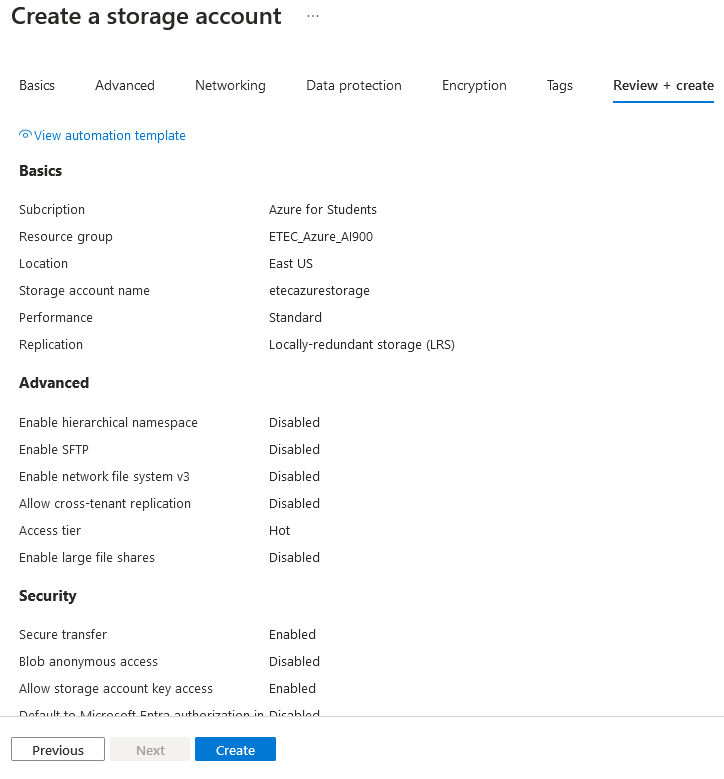 Create a storage account ...
Basics Advanced Networking Data protection Encryption Tags Review + create
View automation template
Basics
Subcription Azure for Students
Resource group ETEC_Azure_AI900
Location East US
Storage account name etecazurestorage
Performance Standard
Replication Locally-redundant storage (LRS)
Advanced
Enable hierarchical namespace Disabled
Enable SFTP Disabled
Enable network file system v3 Disabled
Allow cross-tenant replication Disabled
Access tier Hot
Enable large file shares Disabled
Security
Secure transfer Enabled
Blob anonymous access Disabled
Allow storage account key access Enabled
Default to Microsoft Entra authorization in Disabled
Previous Next Create